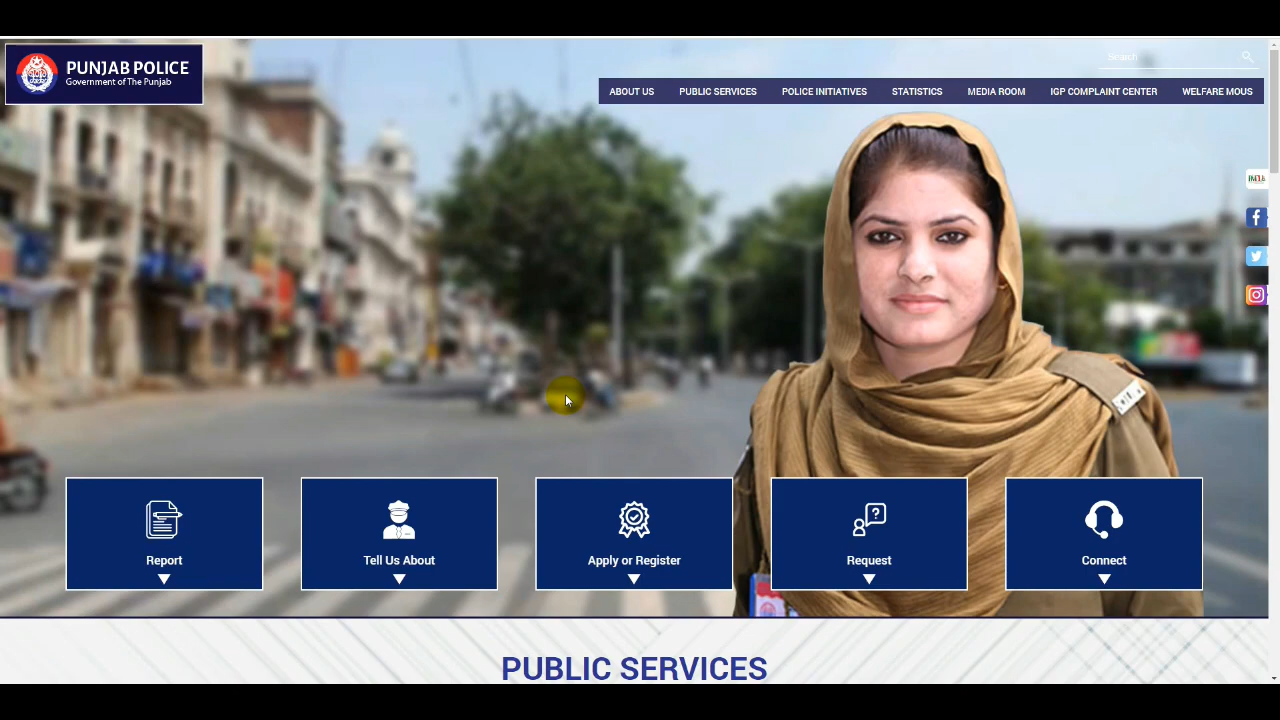 PUNJAB POLICE
Government of The Punjab
Search
ABOUT US PUBLIC SERVICES POLICE INITIATIVES STATISTICS MEDIA ROOM IGP COMPLAINT CENTER WELFARE MOUS
Report
Tell Us About
Apply or Register
Request
Connect
PUBLIC SERVICES